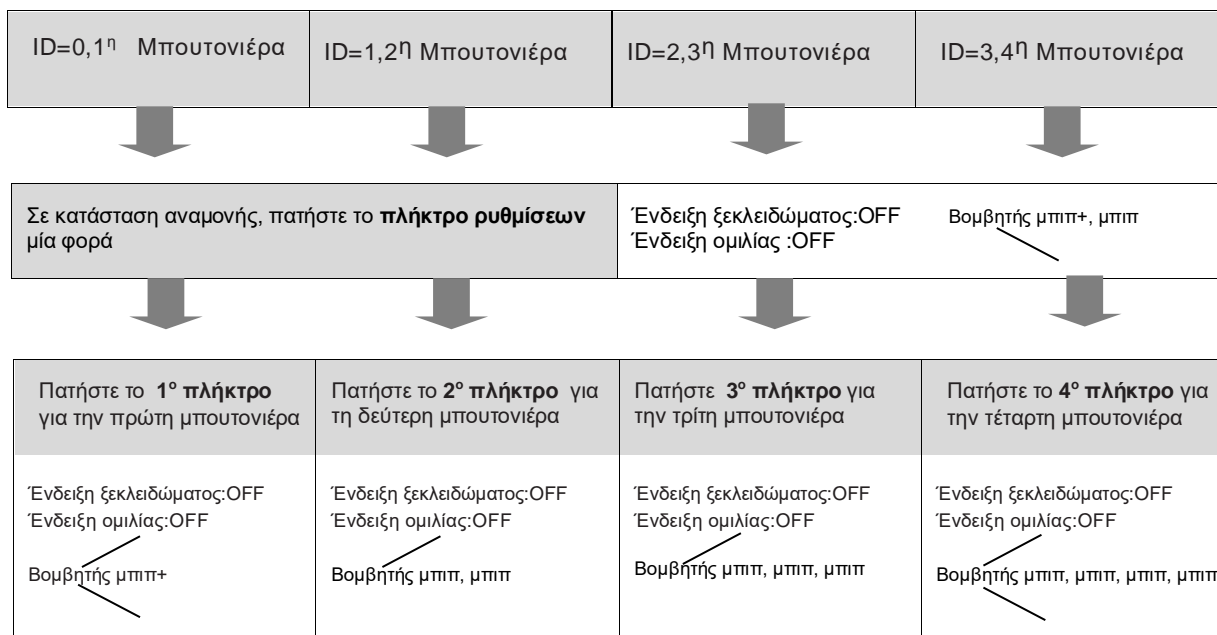 ID=0,1η Μπουτονιέρα
ID=1,2η Μπουτονιέρα
ID=2,3η Μπουτονιέρα
ID=3,4η Μπουτονιέρα
Σε κατάσταση αναμονής, πατήστε το πλήκτρο ρυθμίσεων
μία φορά
Ένδειξη ξεκλειδώματος:OFF
Ένδειξη ομιλίας :OFF
Βομβητής μπιπ+, μπιπ
Πατήστε το 1º πλήκτρο
για την πρώτη μπουτονιέρα
Πατήστε το 2º πλήκτρο για
τη δεύτερη μπουτονιέρα
Πατήστε 3º πλήκτρο για
την τρίτη μπουτονιέρα
Πατήστε το 4º πλήκτρο για
την τέταρτη μπουτονιέρα
Ένδειξη ξεκλειδώματος:OFF
Ένδειξη ομιλίας:OFF
Βομβητής μπιπ+
Ένδειξη ξεκλειδώματος:OFF
Ένδειξη ομιλίας:OFF
Βομβητής μπιπ, μπιπ
Ένδειξη ξεκλειδώματος:OFF
Ένδειξη ομιλίας:OFF
Βομβητής μπιπ, μπιπ, μπιπ
Ένδειξη ξεκλειδώματος:OFF
Ένδειξη ομιλίας:OFF
Βομβητής μπιπ, μπιπ, μπιπ, μπιπ